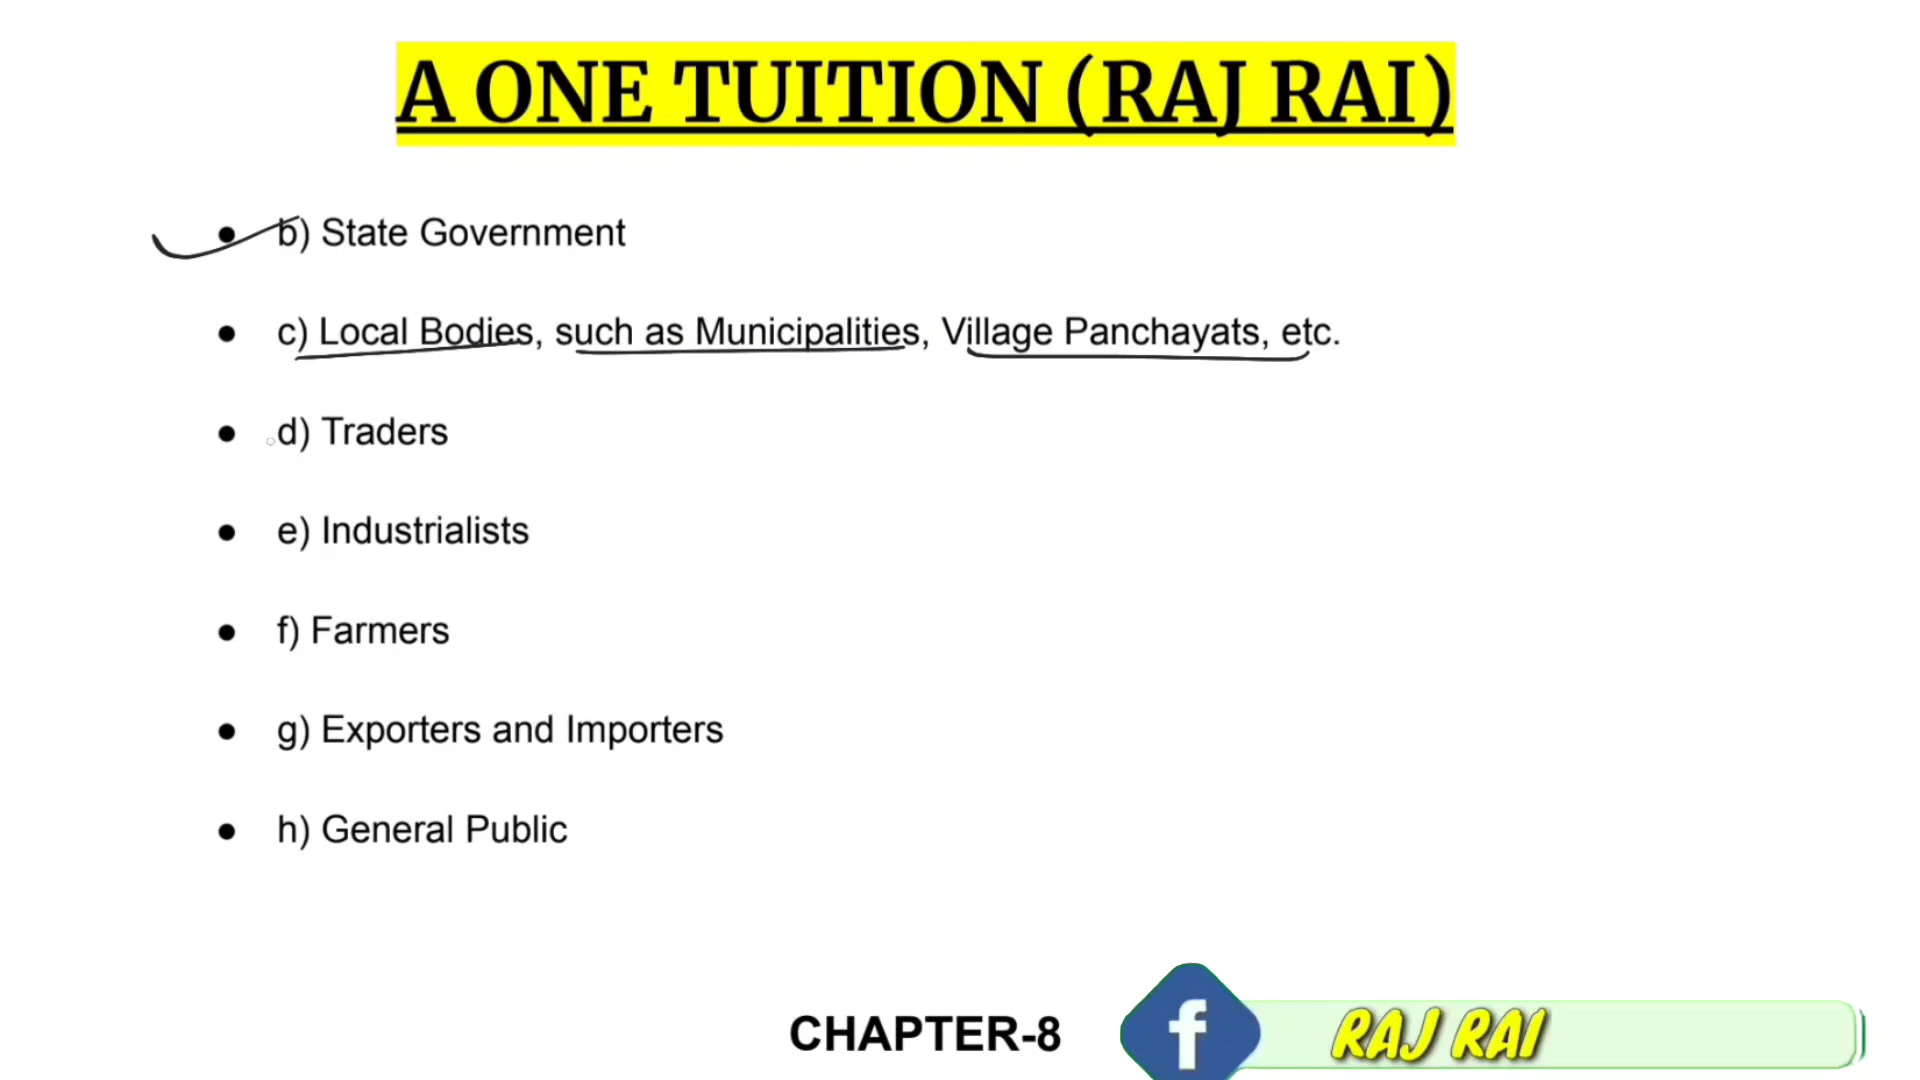 A ONE TUITION (RAJ RAI)
● b) State Government
● c) Local Bodies, such as Municipalities, Village Panchayats, etc.
● d) Traders
● e) Industrialists
● f) Farmers
● g) Exporters and Importers
● h) General Public
CHAPTER-8
f RAJ RAI